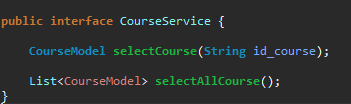 public interface CourseService {
CourseModel selectCourse(String id_course);
List<CourseModel> selectAllCourse();
}